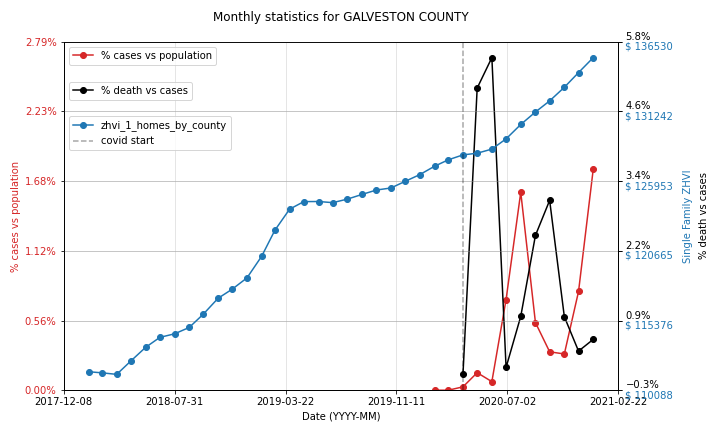 Monthly statistics for GALVESTON COUNTY
2.79%
2.23%
1.68%
1.12%
0.56%
0.00%
% cases vs population
% cases vs population
% death vs cases
zhvi_1_homes_by_county
covid start
5.8%
$ 136530
4.6%
$ 131242
3.4%
$ 125953
2.2%
$ 120665
0.9%
$ 115376
−0.3%
$ 110088
Single Family ZHVI
% death vs cases
2017-12-08
2018-07-31
2019-03-22
2019-11-11
2020-07-02
2021-02-22
Date (YYYY-MM)